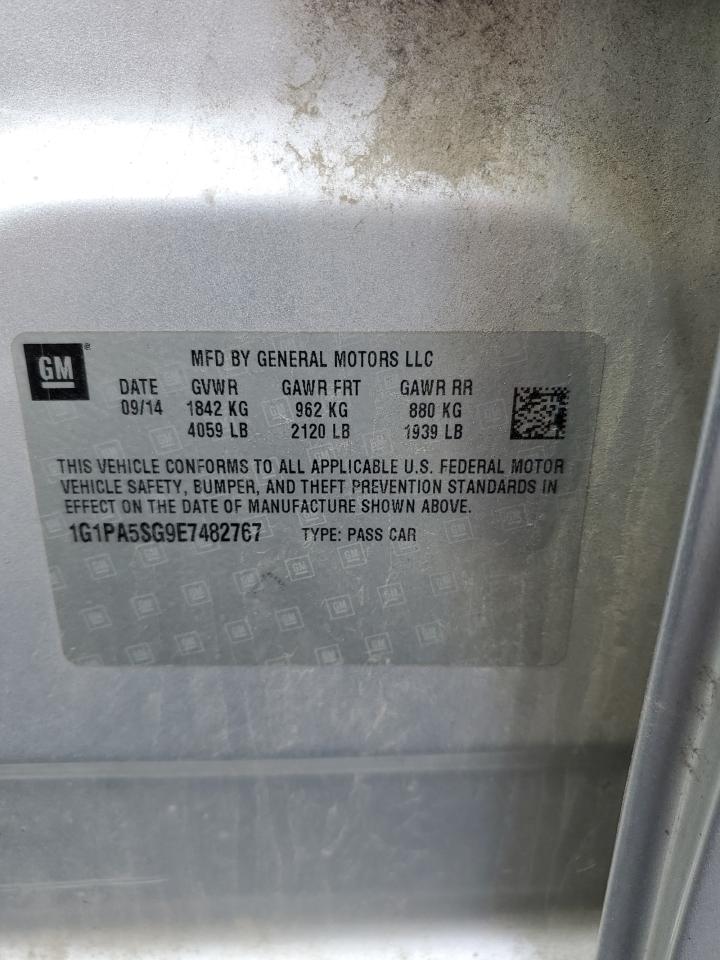 GM®
MFD BY GENERAL MOTORS LLC
DATE GVWR GAWR FRT GAWR RR
09/14 1842 KG 962 KG 880 KG
4059 LB 2120 LB 1939 LB
THIS VEHICLE CONFORMS TO ALL APPLICABLE U.S. FEDERAL MOTOR
VEHICLE SAFETY, BUMPER, AND THEFT PREVENTION STANDARDS IN
EFFECT ON THE DATE OF MANUFACTURE SHOWN ABOVE.
1G1PA5SG9E7482767 TYPE: PASS CAR